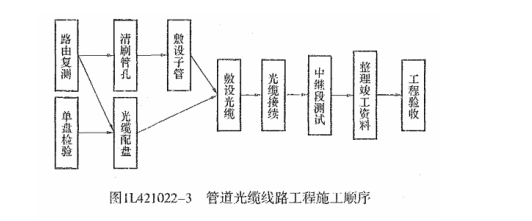 路由复测
清刷管孔
敷设子管
单盘检验
光缆配盘
敷设光缆
光缆接续
中继段测试
整理竣工资料
工程验收
图1L421022-3 管道光缆线路工程施工顺序